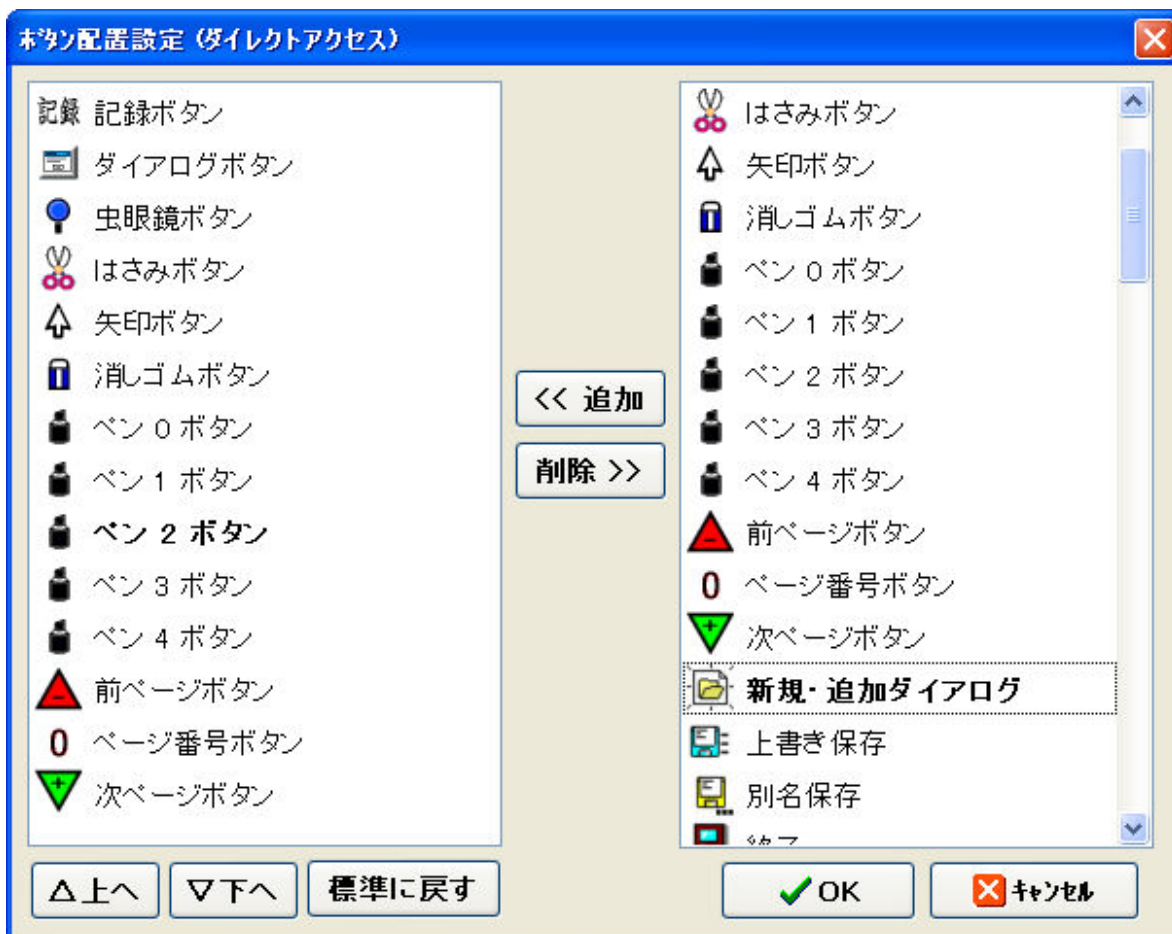 ボタン配置設定（ダイレクトアクセス）
記録 記録ボタン
ダイアログボタン
虫眼鏡ボタン
はさみボタン
矢印ボタン
消しゴムボタン
ペン 0 ボタン
ペン 1 ボタン
ペン 2 ボタン
ペン 3 ボタン
ペン 4 ボタン
前ページボタン
0 ページ番号ボタン
次ページボタン
<< 追加
削除 >>
はさみボタン
矢印ボタン
消しゴムボタン
ペン 0 ボタン
ペン 1 ボタン
ペン 2 ボタン
ペン 3 ボタン
ペン 4 ボタン
前ページボタン
0 ページ番号ボタン
次ページボタン
新規・追加ダイアログ
上書き保存
別名保存
終了
△上へ
▽下へ
標準に戻す
OK
キャンセル